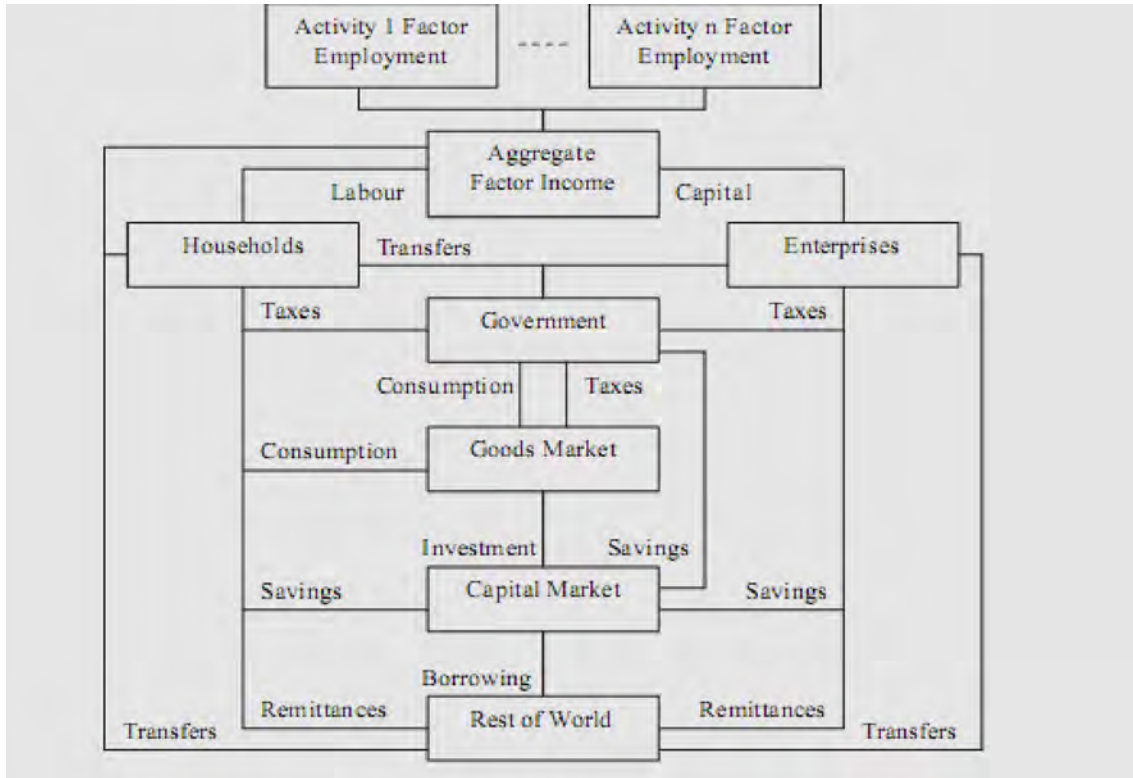 Activity 1 Factor
Employment
Activity n Factor
Employment
Aggregate
Factor Income
Labour
Capital
Households
Transfers
Enterprises
Taxes
Government
Taxes
Consumption
Taxes
Consumption
Goods Market
Investment
Savings
Savings
Capital Market
Savings
Borrowing
Remittances
Rest of World
Remittances
Transfers
Transfers